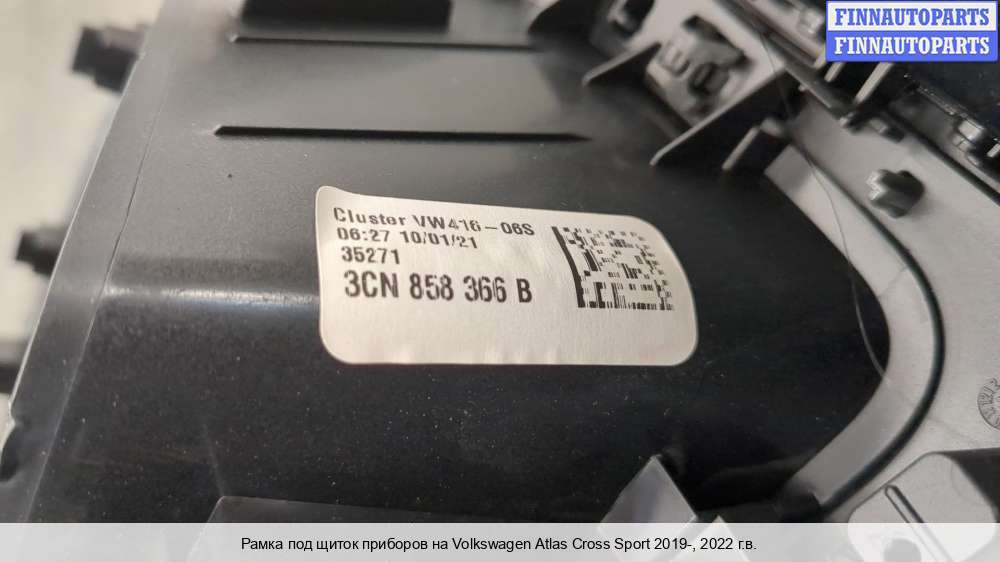 FINNAUTOPARTS
FINNAUTOPARTS
Cluster VW416-06S
06:27 10/01/21
35271
3CN 858 366 B
Рамка под щиток приборов на Volkswagen Atlas Cross Sport 2019-, 2022 г.в.